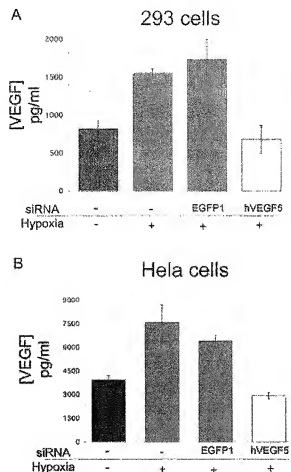 A
293 cells
[VEGF]
pg/ml
2000
1500
1000
500
0
siRNA - - EGFP1 hVEGF5
Hypoxia - + + +
B
Hela cells
[VEGF]
pg/ml
9000
7500
6000
4500
3000
1500
0
siRNA - - EGFP1 hVEGF5
Hypoxia - + + +